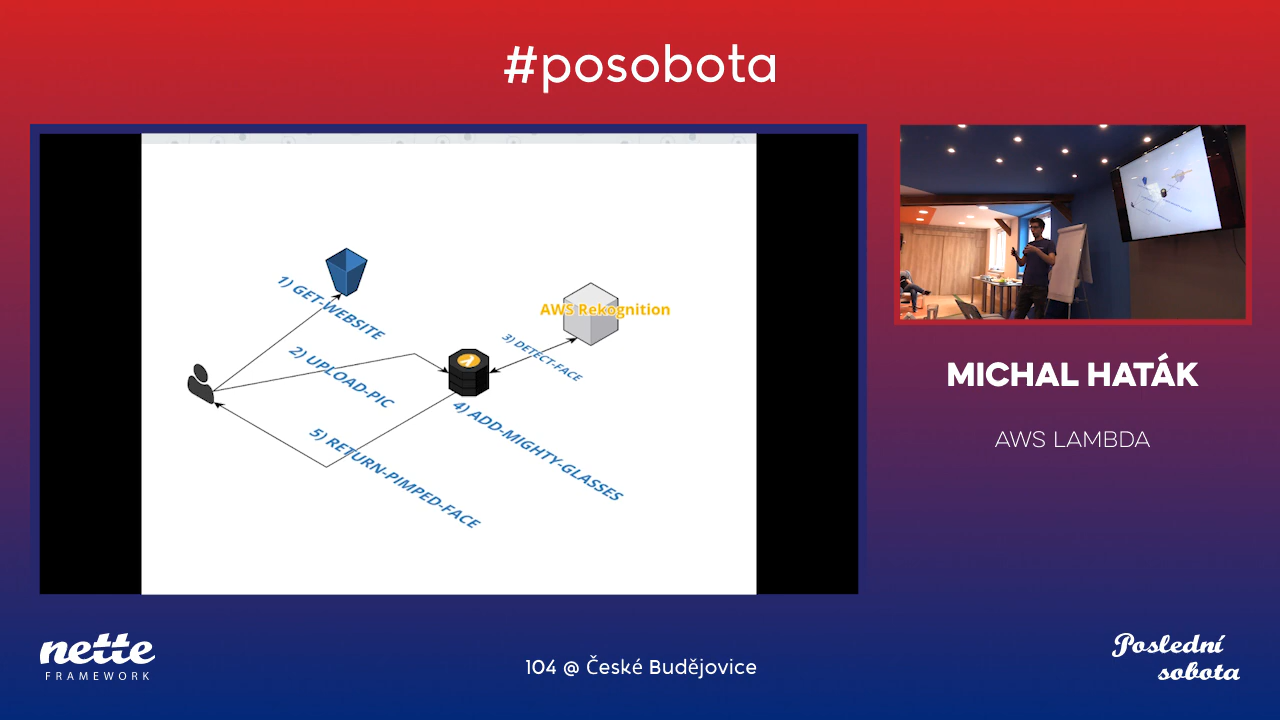 #posobota
1) GET-WEBSITE
AWS Rekognition
2) UPLOAD-PIC
3) DETECT-FACE
λ
4) ADD-MIGHTY-GLASSES
5) RETURN-PIMPED-FACE
MICHAL HATÁK
AWS LAMBDA
nette
FRAMEWORK
104 @ České Budějovice
Poslední
sobota